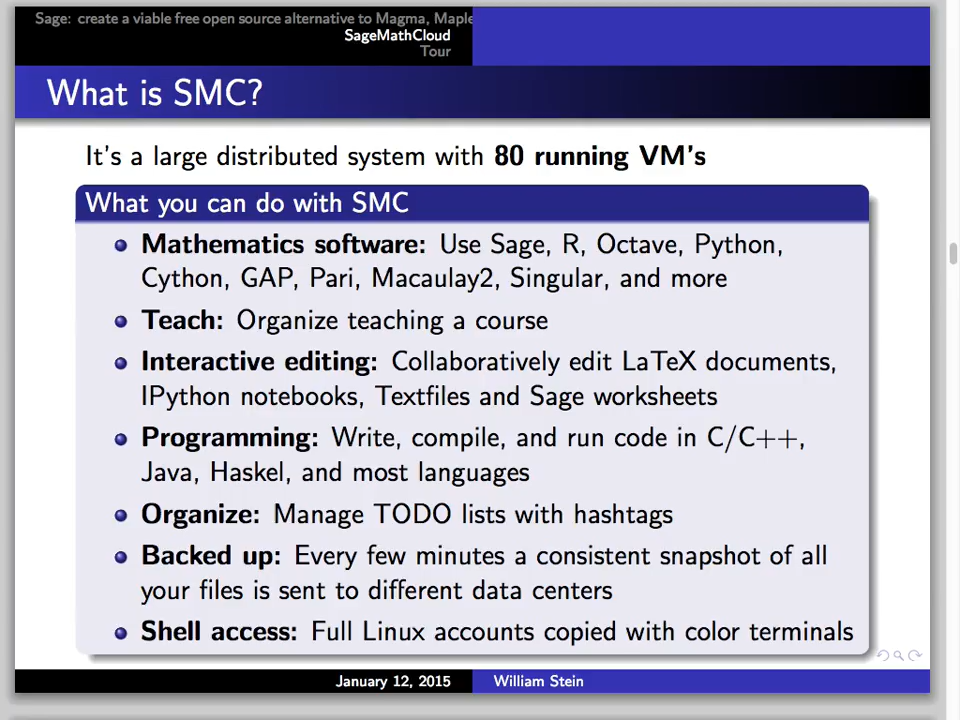 Sage: create a viable free open source alternative to Magma, Maple
SageMathCloud
Tour
What is SMC?
It's a large distributed system with 80 running VM's
What you can do with SMC
Mathematics software: Use Sage, R, Octave, Python,
Cython, GAP, Pari, Macaulay2, Singular, and more
Teach: Organize teaching a course
Interactive editing: Collaboratively edit LaTeX documents,
IPython notebooks, Textfiles and Sage worksheets
Programming: Write, compile, and run code in C/C++,
Java, Haskel, and most languages
Organize: Manage TODO lists with hashtags
Backed up: Every few minutes a consistent snapshot of all
your files is sent to different data centers
Shell access: Full Linux accounts copied with color terminals
January 12, 2015
William Stein